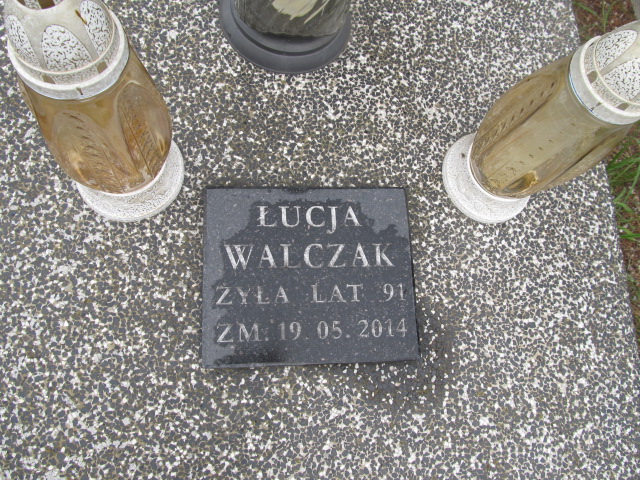 ŁUCJA
WALCZAK
ŻYŁA LAT 91
ZM. 19 05. 2014